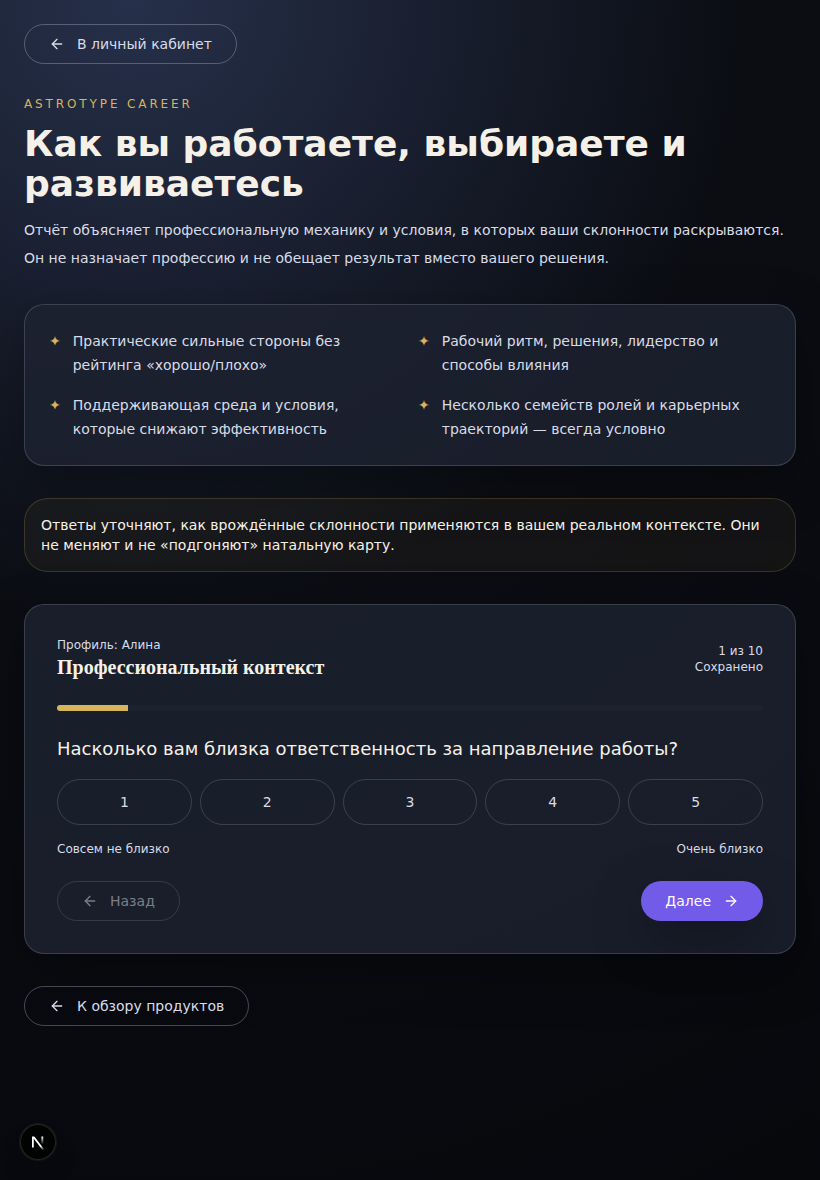 В личный кабинет
ASTROTYPE CAREER
Как вы работаете, выбираете и
развиваетесь
Отчёт объясняет профессиональную механику и условия, в которых ваши склонности раскрываются.
Он не назначает профессию и не обещает результат вместо вашего решения.
✦ Практические сильные стороны без
рейтинга «хорошо/плохо»
✦ Рабочий ритм, решения, лидерство и
способы влияния
✦ Поддерживающая среда и условия,
которые снижают эффективность
✦ Несколько семейств ролей и карьерных
траекторий — всегда условно
Ответы уточняют, как врождённые склонности применяются в вашем реальном контексте. Они
не меняют и не «подгоняют» натальную карту.
Профиль: Алина
Профессиональный контекст
1 из 10
Сохранено
Насколько вам близка ответственность за направление работы?
1 2 3 4 5
Совсем не близко Очень близко
Назад Далее
К обзору продуктов
N